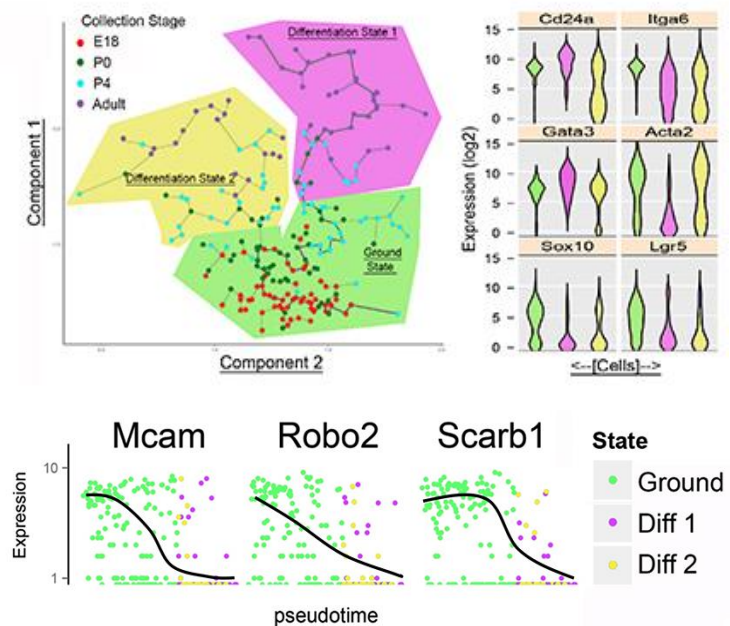 Collection Stage
E18
P0
P4
Adult
Component 1
Component 2
Differentiation State 1
Differentiation State 2
Ground
State
Expression (log2)
Cd24a
Itga6
15
10
5
0
Gata3
Acta2
15
10
5
0
Sox10
Lgr5
15
10
5
0
<--[Cells]-->
Mcam
Robo2
Scarb1
Expression
10
1
pseudotime
State
Ground
Diff 1
Diff 2